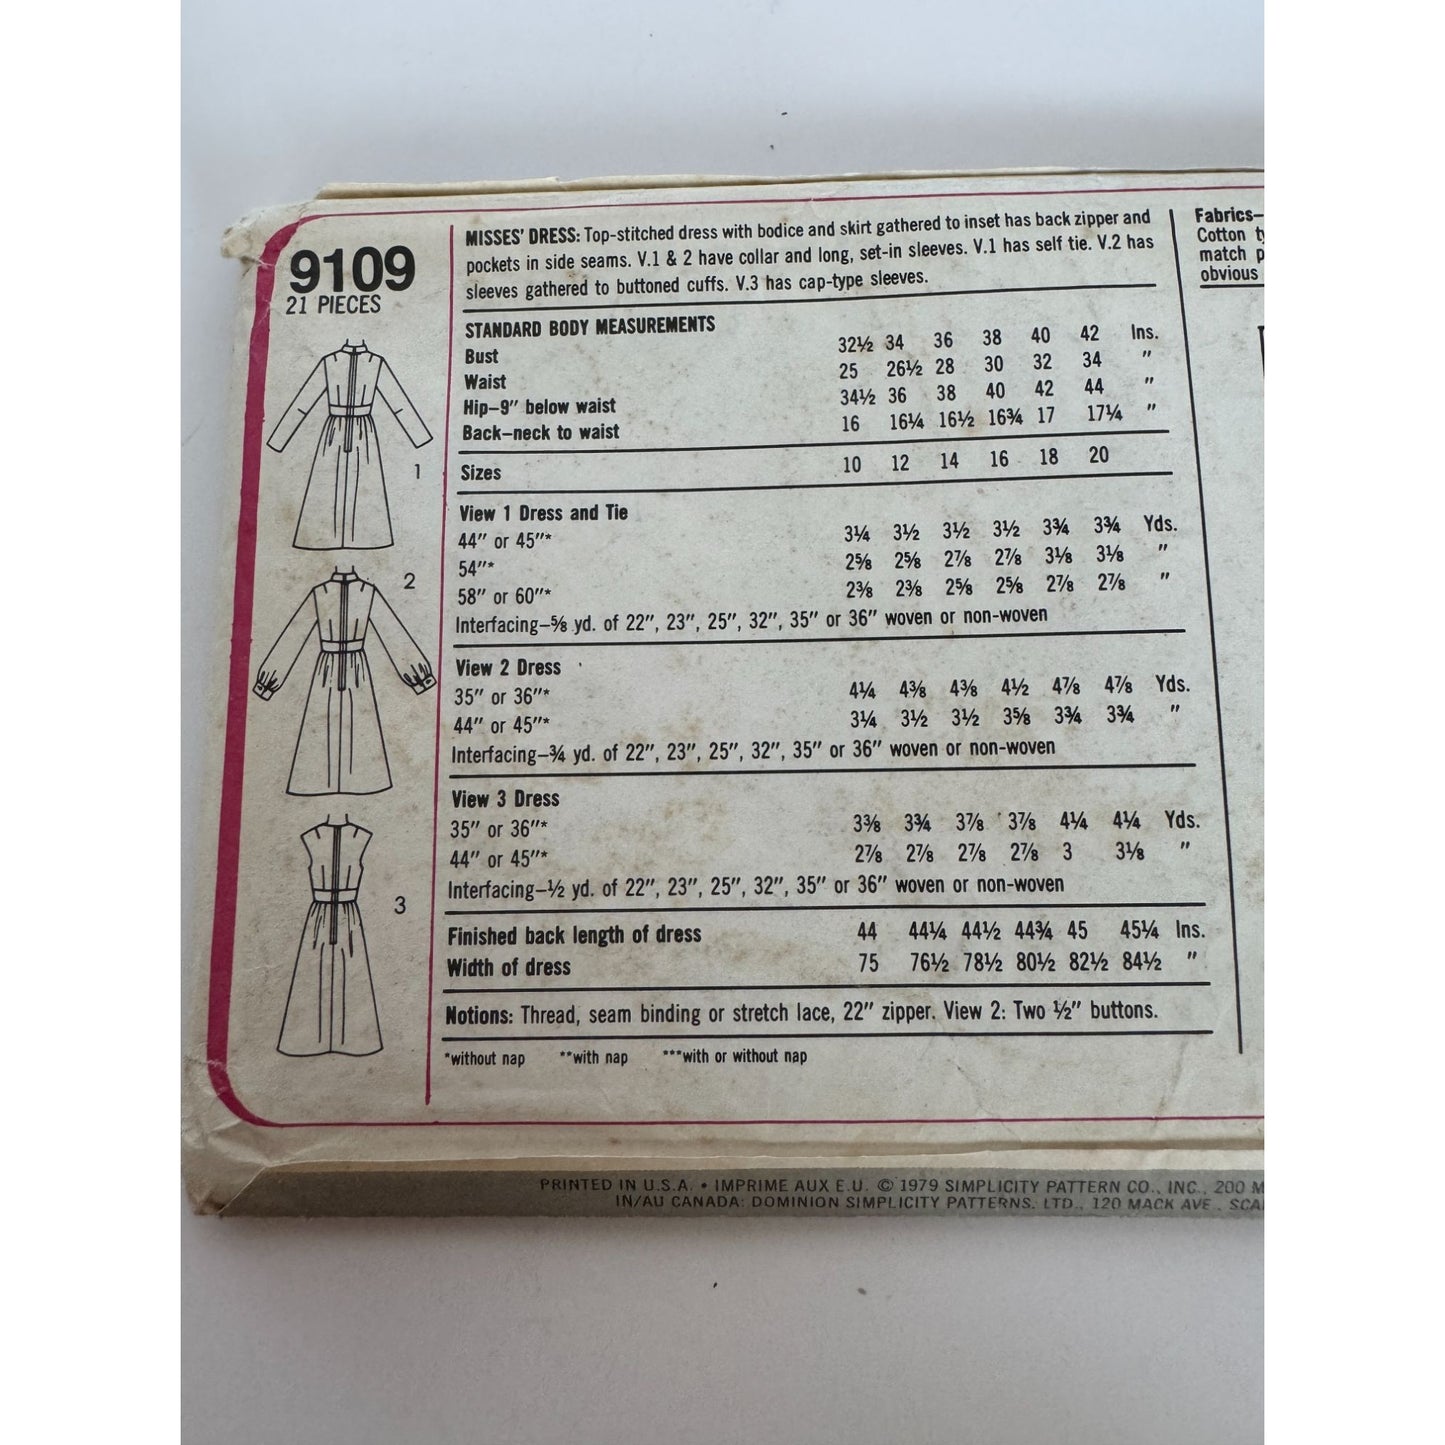 9109
21 PIECES
1
2
3
MISSES' DRESS: Top-stitched dress with bodice and skirt gathered to inset has back zipper and
pockets in side seams. V.1 & 2 have collar and long, set-in sleeves. V.1 has self tie. V.2 has
sleeves gathered to buttoned cuffs. V.3 has cap-type sleeves.
STANDARD BODY MEASUREMENTS
Bust 32½ 34 36 38 40 42 Ins.
Waist 25 26½ 28 30 32 34 "
Hip–9" below waist 34½ 36 38 40 42 44 "
Back–neck to waist 16 16¼ 16½ 16¾ 17 17¼ "
Sizes 10 12 14 16 18 20
View 1 Dress and Tie
44" or 45"* 3¼ 3½ 3½ 3½ 3¾ 3¾ Yds.
54"* 2⅝ 2⅝ 2⅞ 2⅞ 3⅛ 3⅛ "
58" or 60"* 2⅜ 2⅜ 2⅝ 2⅝ 2⅞ 2⅞ "
Interfacing–⅝ yd. of 22", 23", 25", 32", 35" or 36" woven or non-woven
View 2 Dress
35" or 36"* 4¼ 4⅜ 4⅜ 4½ 4⅞ 4⅞ Yds.
44" or 45"* 3¼ 3½ 3½ 3⅝ 3¾ 3¾ "
Interfacing–¾ yd. of 22", 23", 25", 32", 35" or 36" woven or non-woven
View 3 Dress
35" or 36"* 3⅜ 3¾ 3⅞ 3⅞ 4¼ 4¼ Yds.
44" or 45"* 2⅞ 2⅞ 2⅞ 2⅞ 3 3⅛ "
Interfacing–½ yd. of 22", 23", 25", 32", 35" or 36" woven or non-woven
Finished back length of dress 44 44¼ 44½ 44¾ 45 45¼ Ins.
Width of dress 75 76½ 78½ 80½ 82½ 84½ "
Notions: Thread, seam binding or stretch lace, 22" zipper. View 2: Two ½" buttons.
*without nap **with nap ***with or without nap
Fabrics–
Cotton
match
obvious
PRINTED IN U.S.A. • IMPRIME AUX E.U. © 1979 SIMPLICITY PATTERN CO., INC., 200
IN/AU CANADA: DOMINION SIMPLICITY PATTERNS. LTD., 120 MACK AVE.